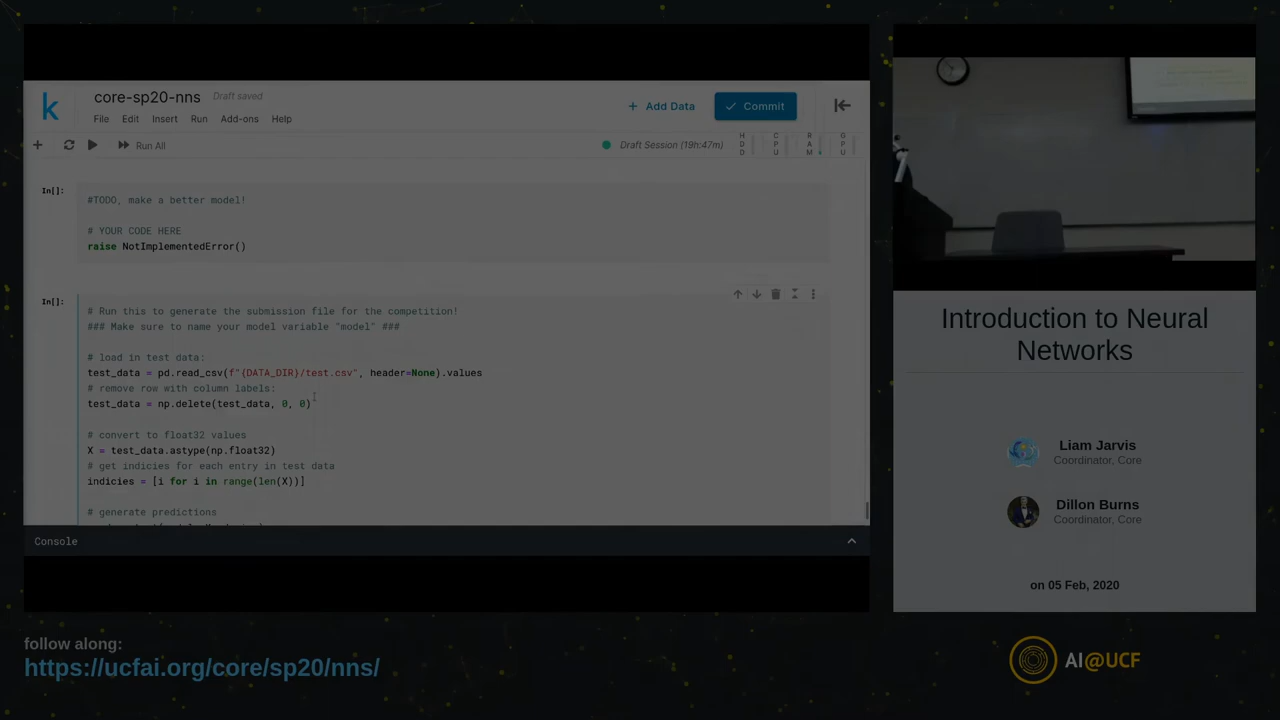 core-sp20-nns Draft saved
File Edit Insert Run Add-ons Help
+ Add Data
Commit
Run All
Draft Session (19h:47m)
HDD
CPU
RAM
GPU
In[]:
#TODO, make a better model!
# YOUR CODE HERE
raise NotImplementedError()
In[]:
# Run this to generate the submission file for the competition!
### Make sure to name your model variable "model" ###
# load in test data:
test_data = pd.read_csv(f"{DATA_DIR}/test.csv", header=None).values
# remove row with column labels:
test_data = np.delete(test_data, 0, 0)
# convert to float32 values
X = test_data.astype(np.float32)
# get indicies for each entry in test data
indicies = [i for i in range(len(X))]
# generate predictions
Console
Introduction to Neural
Networks
Liam Jarvis
Coordinator, Core
Dillon Burns
Coordinator, Core
on 05 Feb, 2020
follow along:
https://ucfai.org/core/sp20/nns/
AI@UCF